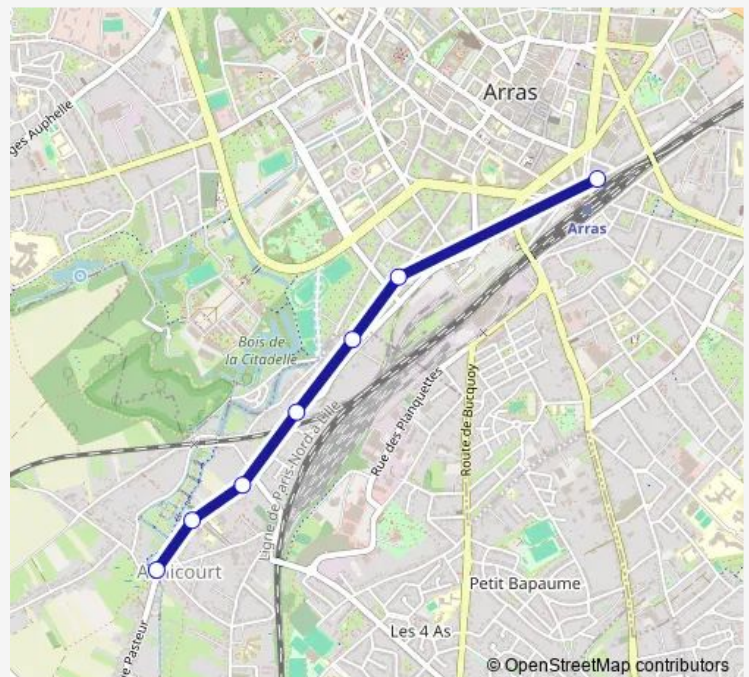 Arras
ges Auphelle
Arras
Bois de
la Citadelle
Ligne de Paris-Nord à Lille
Rue des Planquettes
Route de Bucquoy
Petit Bapaume
Les 4 As
e Pasteur
© OpenStreetMap contributors